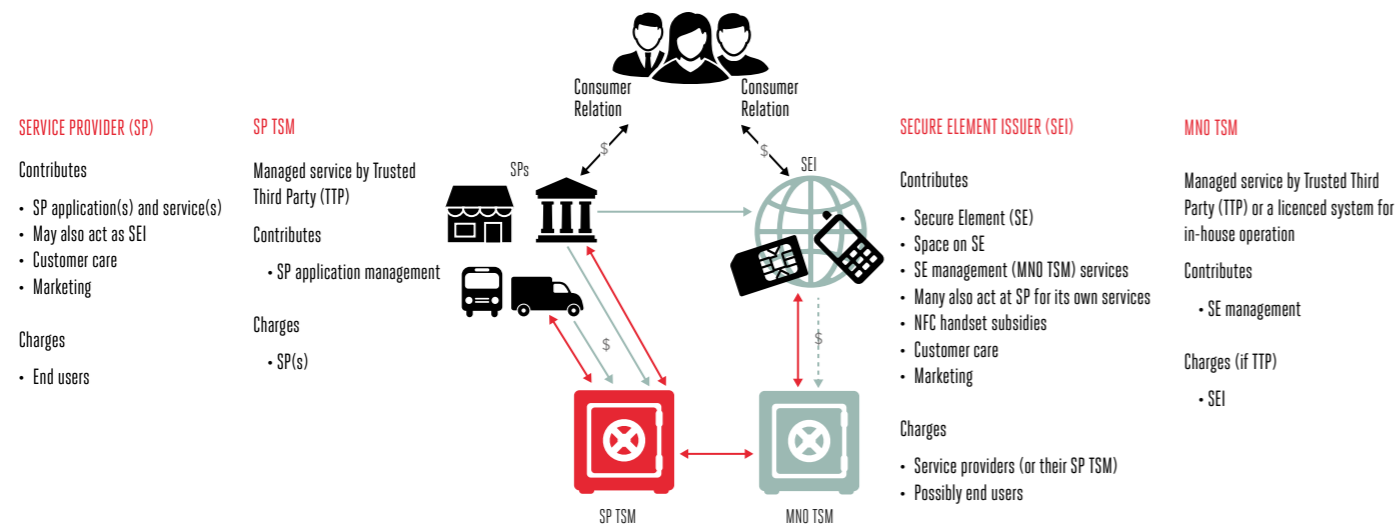 Consumer
Relation
Consumer
Relation
SERVICE PROVIDER (SP)
Contributes
• SP application(s) and service(s)
• May also act as SEI
• Customer care
• Marketing
Charges
• End users
SP TSM
Managed service by Trusted
Third Party (TTP)
Contributes
• SP application management
Charges
• SP(s)
$
$
SPs
SEI
$
$
SP TSM
MNO TSM
SECURE ELEMENT ISSUER (SEI)
Contributes
• Secure Element (SE)
• Space on SE
• SE management (MNO TSM) services
• Many also act at SP for its own services
• NFC handset subsidies
• Customer care
• Marketing
Charges
• Service providers (or their SP TSM)
• Possibly end users
MNO TSM
Managed service by Trusted Third
Party (TTP) or a licenced system for
in-house operation
Contributes
• SE management
Charges (if TTP)
• SEI